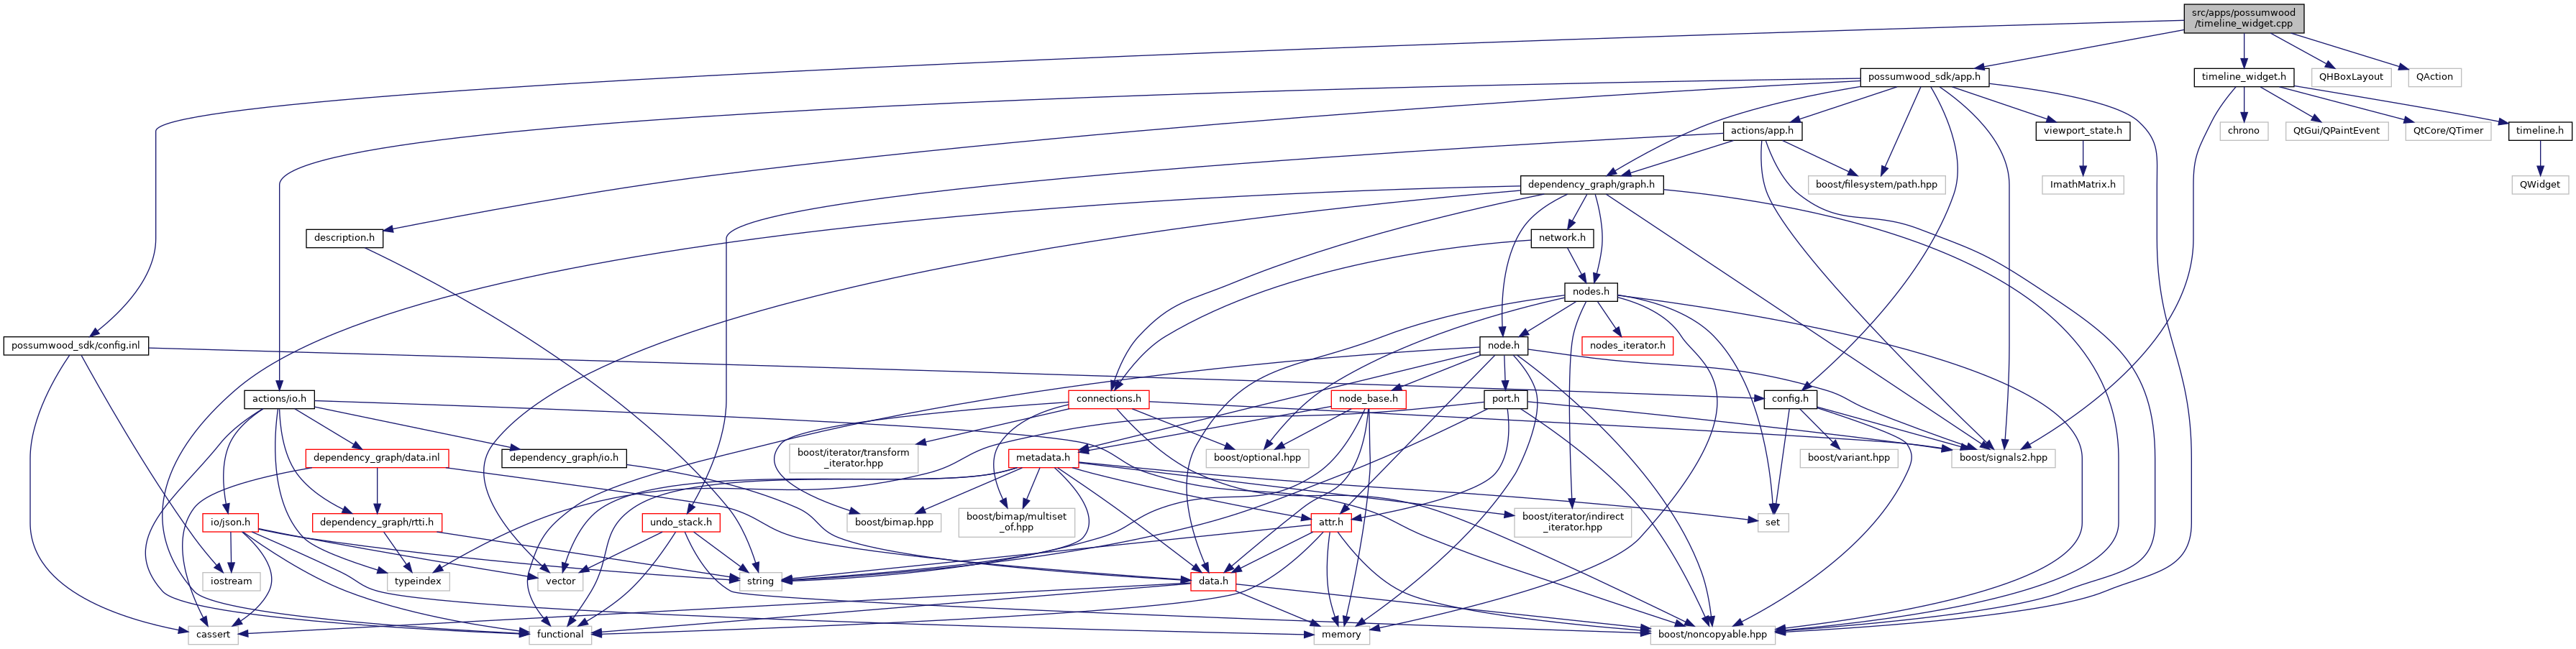 src/apps/possumwood
/timeline_widget.cpp
possumwood_sdk/app.h
timeline_widget.h
QHBoxLayout
QAction
actions/app.h
viewport_state.h
chrono
QtGui/QPaintEvent
QtCore/QTimer
timeline.h
dependency_graph/graph.h
boost/filesystem/path.hpp
ImathMatrix.h
QWidget
description.h
network.h
nodes.h
possumwood_sdk/config.inl
node.h
nodes_iterator.h
actions/io.h
connections.h
node_base.h
port.h
config.h
dependency_graph/data.inl
dependency_graph/io.h
boost/iterator/transform
_iterator.hpp
metadata.h
boost/optional.hpp
boost/variant.hpp
boost/signals2.hpp
io/json.h
dependency_graph/rtti.h
undo_stack.h
boost/bimap.hpp
boost/bimap/multiset
_of.hpp
attr.h
boost/iterator/indirect
_iterator.hpp
set
iostream
typeindex
vector
string
data.h
cassert
functional
memory
boost/noncopyable.hpp